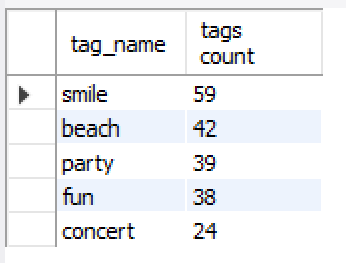 tag_name tags
count
smile 59
beach 42
party 39
fun 38
concert 24